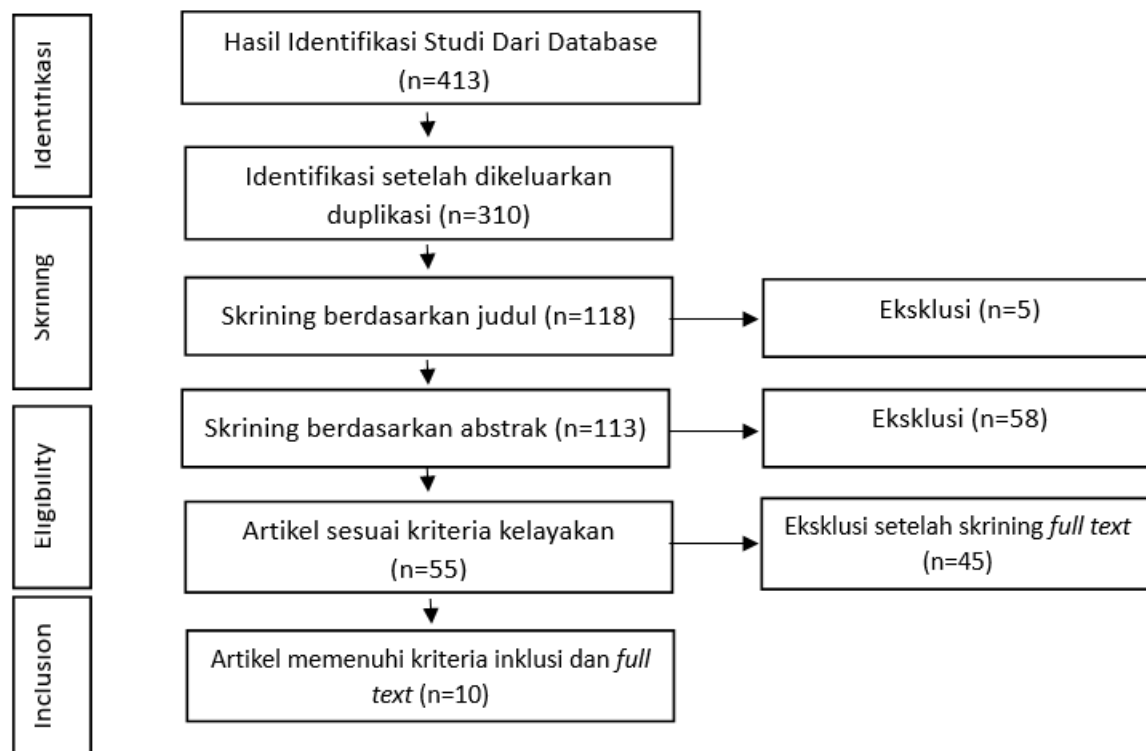 Identifikasi
Hasil Identifikasi Studi Dari Database
(n=413)
Identifikasi setelah dikeluarkan
duplikasi (n=310)
Skrining
Skrining berdasarkan judul (n=118)
Eksklusi (n=5)
Skrining berdasarkan abstrak (n=113)
Eksklusi (n=58)
Eligibility
Artikel sesuai kriteria kelayakan
(n=55)
Eksklusi setelah skrining full text
(n=45)
Inclusion
Artikel memenuhi kriteria inklusi dan full
text (n=10)